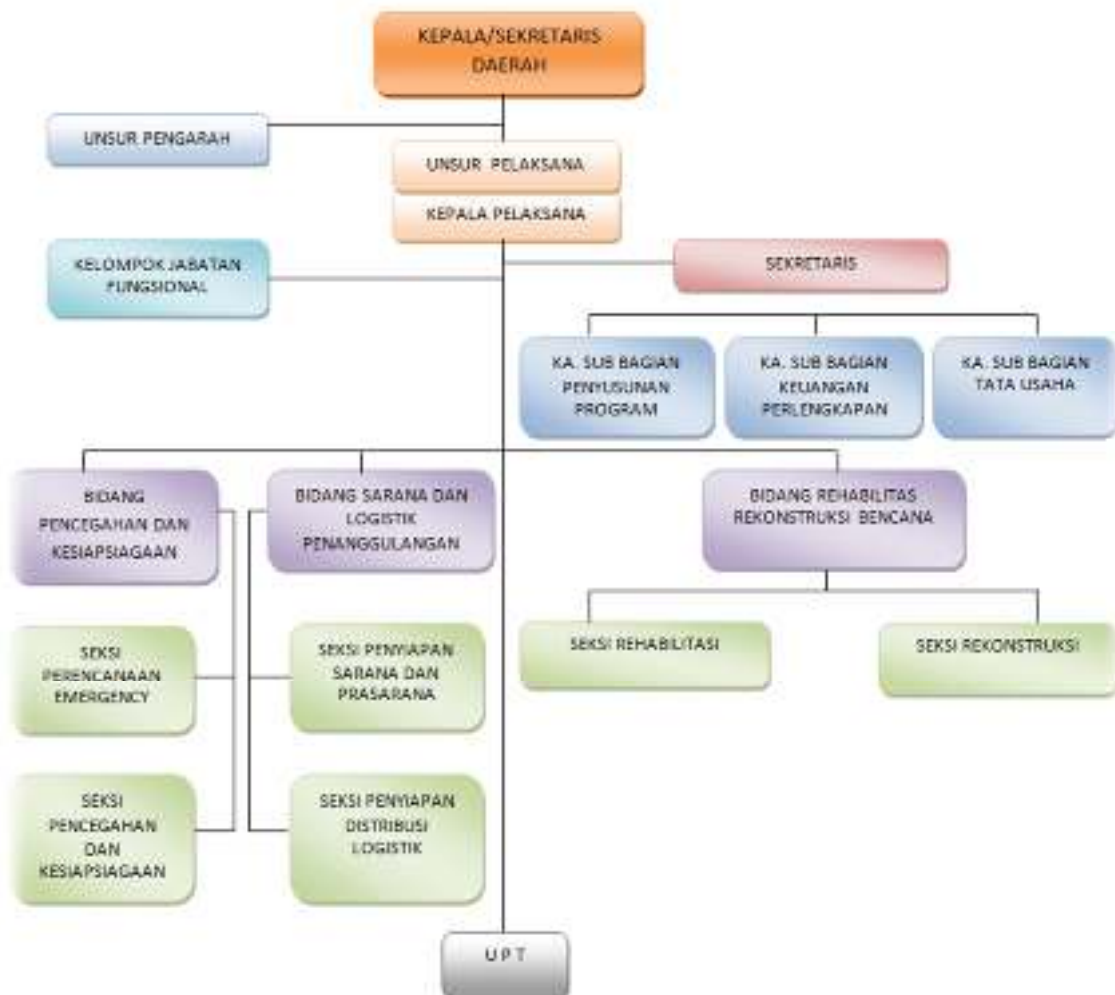 KEPALA/SEKRETARIS
DAERAH
UNSUR PENGARAH
UNSUR PELAKSANA
KEPALA PELAKSANA
KELOMPOK JABATAN
FUNGSIONAL
SEKRETARIS
KA. SUB BAGIAN
PENYUSUNAN
PROGRAM
KA. SUB BAGIAN
KEUANGAN
PERLENGKAPAN
KA. SUB BAGIAN
TATA USAHA
BIDANG
PENCEGAHAN DAN
KESIAPSIAGAAN
BIDANG SARANA DAN
LOGISTIK
PENANGGULANGAN
BIDANG REHABILITAS
REKONSTRUKSI BENCANA
SEKSI
PERENCANAAN
EMERGENCY
SEKSI PENYIAPAN
SARANA DAN
PRASARANA
SEKSI REHABILITASI
SEKSI REKONSTRUKSI
SEKSI
PENCEGAHAN
DAN
KESIAPSIAGAAN
SEKSI PENYIAPAN
DISTRIBUSI
LOGISTIK
U P T